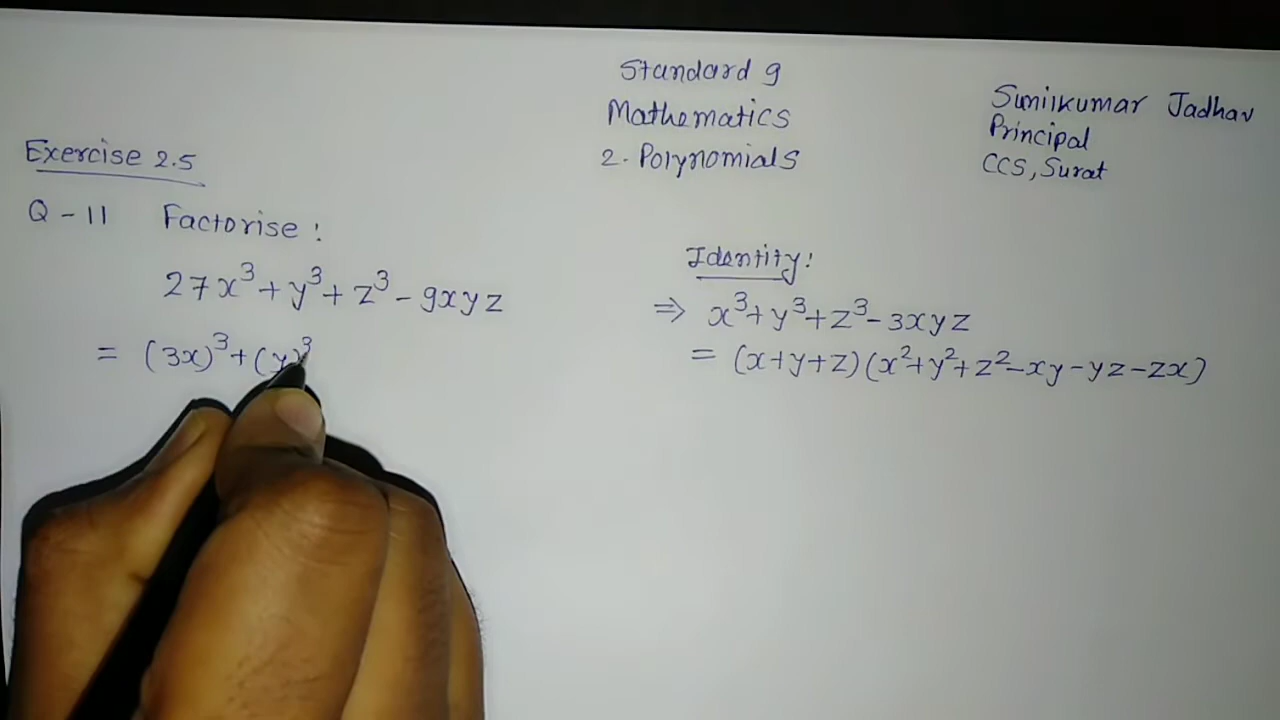 Standard 9
Mathematics
2. Polynomials
Sunilkumar Jadhav
Principal
CCS, Surat
Exercise 2.5
Q - 11 Factorise :
27x³ + y³ + z³ - 9xyz
= (3x)³ + (y)³
Identity:
⇒ x³ + y³ + z³ - 3xyz
= (x+y+z)(x²+y²+z²-xy-yz-zx)